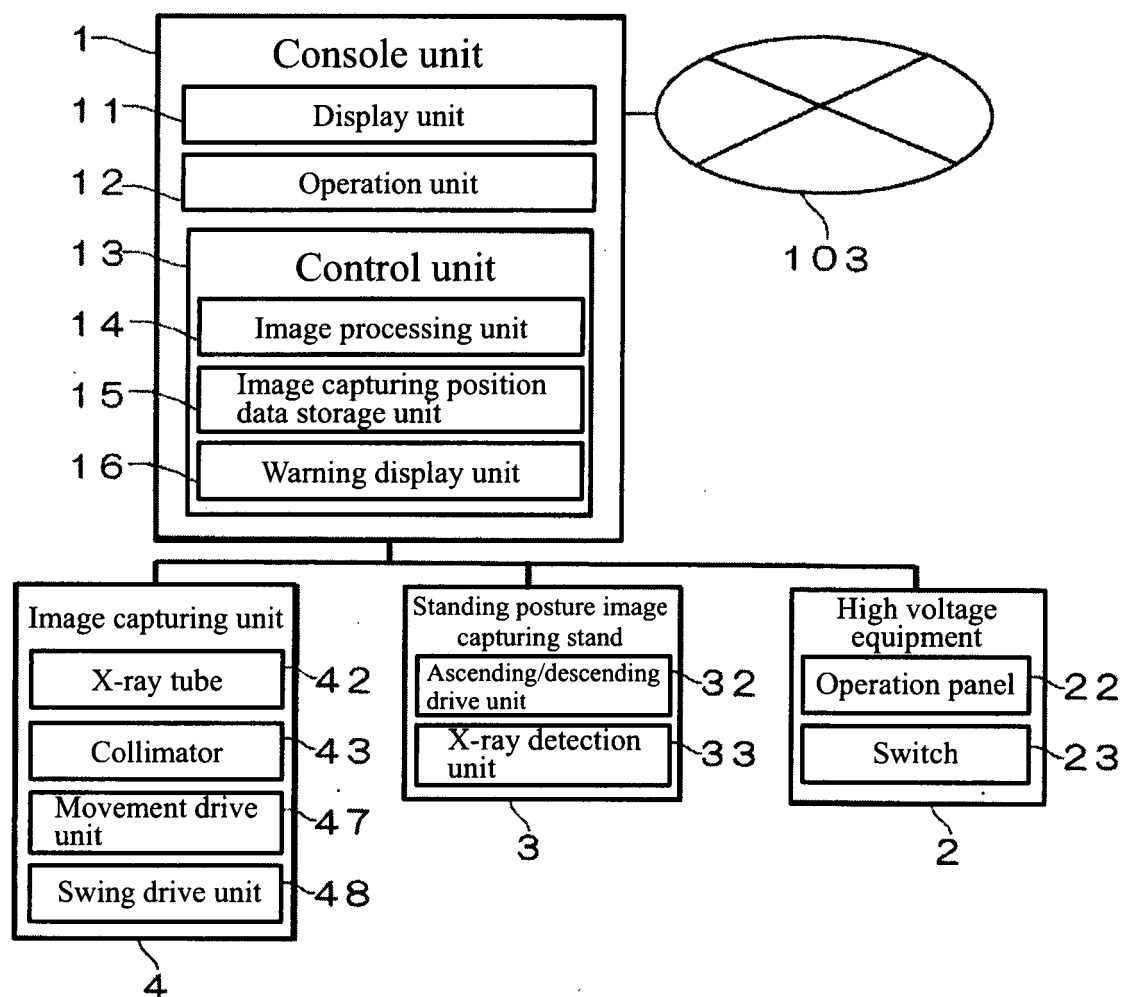 1
Console unit
11
Display unit
12
Operation unit
103
13
Control unit
14
Image processing unit
15
Image capturing position
data storage unit
16
Warning display unit
Image capturing unit
X-ray tube
42
Collimator
43
Movement drive
unit
47
Swing drive unit
48
4
Standing posture image
capturing stand
Ascending/descending
drive unit
32
X-ray detection
unit
33
3
High voltage
equipment
Operation panel
22
Switch
23
2